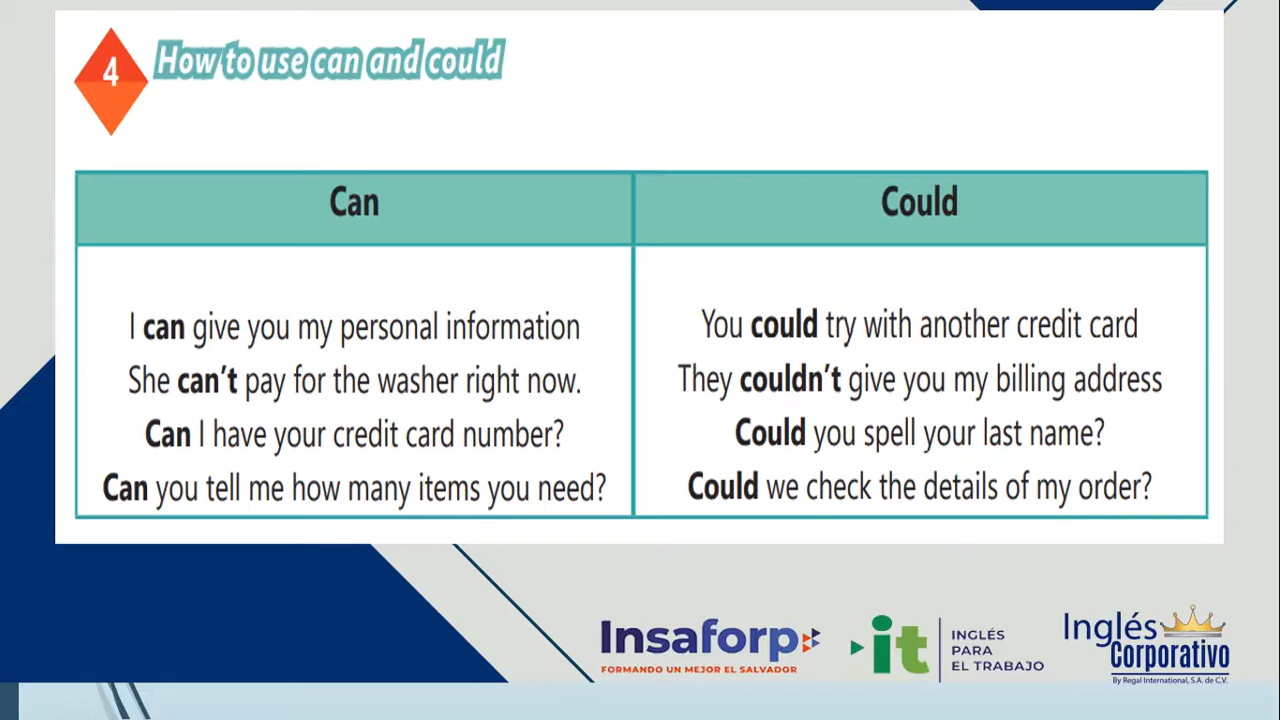 4
How to use can and could
Can
I can give you my personal information
She can't pay for the washer right now.
Can I have your credit card number?
Can you tell me how many items you need?
Could
You could try with another credit card
They couldn't give you my billing address
Could you spell your last name?
Could we check the details of my order?
Insaforp
FORMANDO UN MEJOR EL SALVADOR
it
INGLÉS
PARA
EL TRABAJO
Inglés
Corporativo
By Regal International, S.A. de C.V.